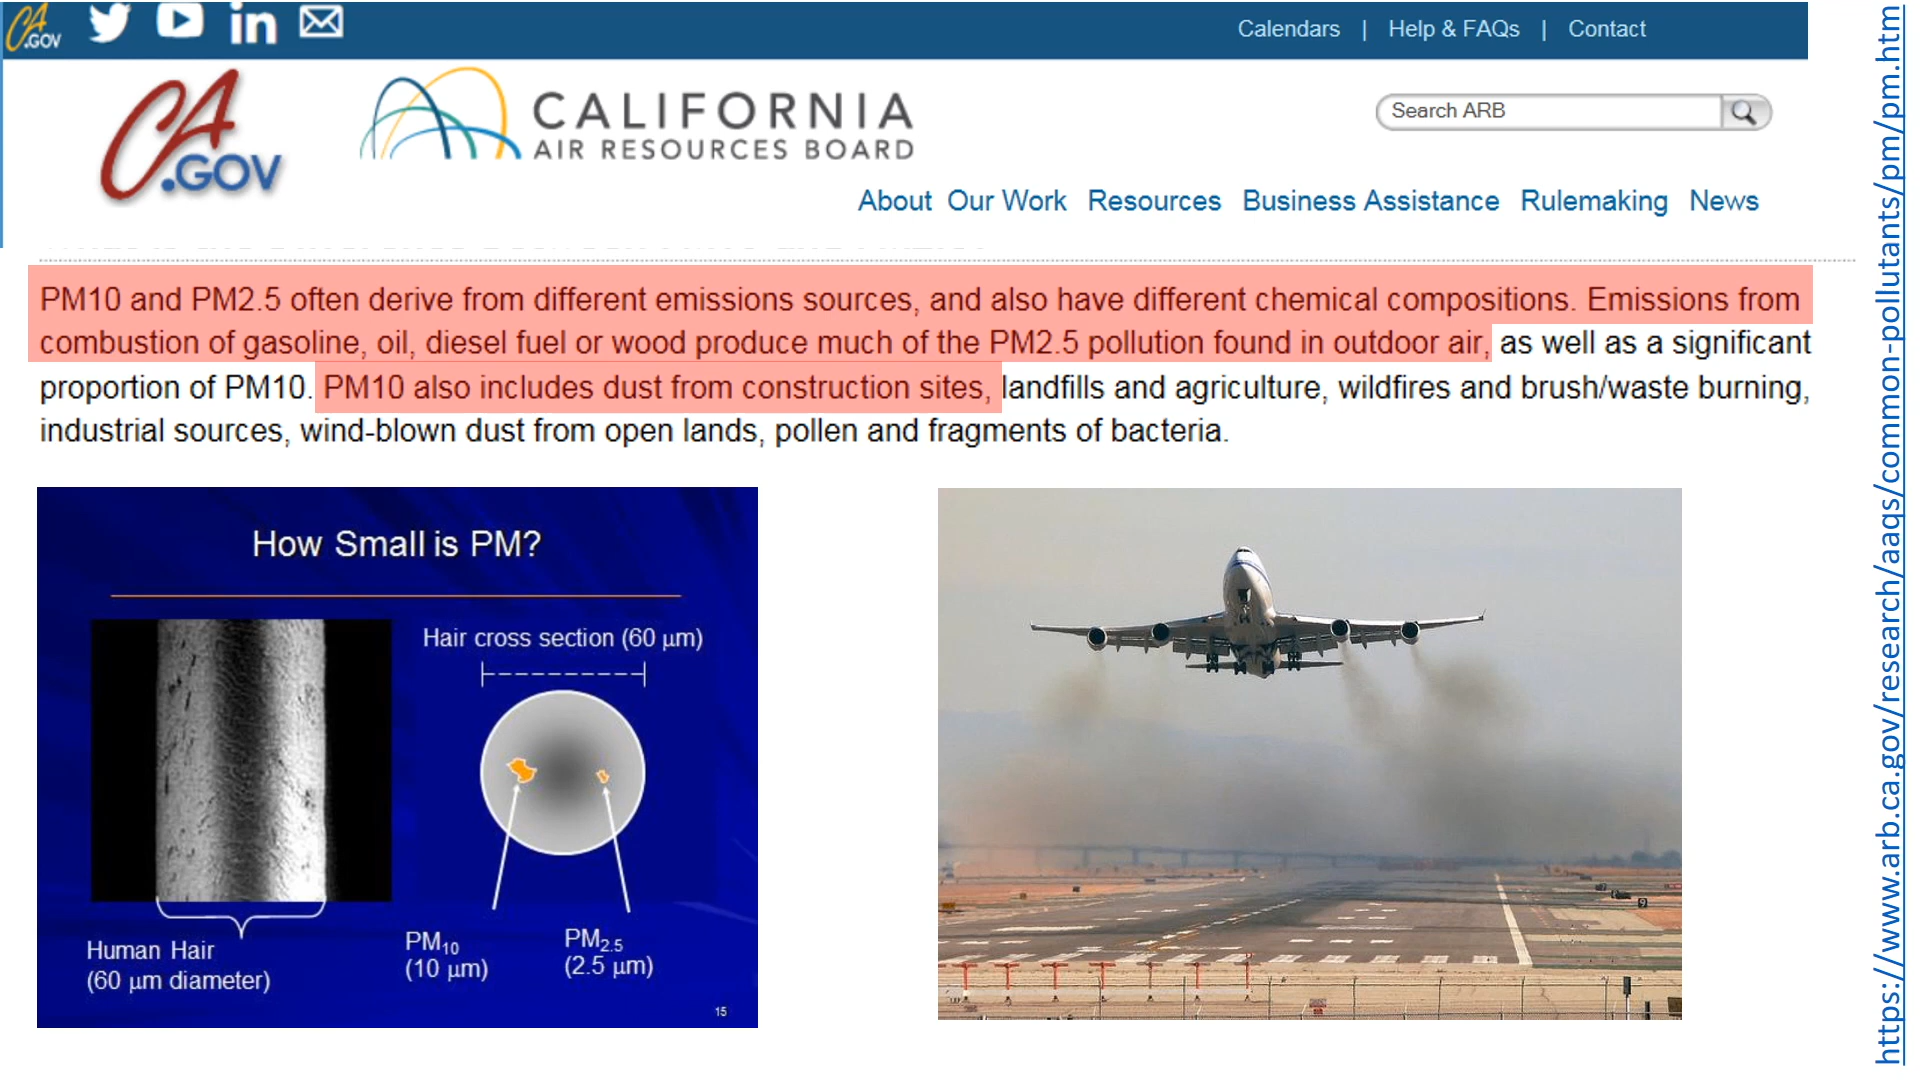 CA
.GOV
Calendars | Help & FAQs | Contact
CA
.GOV
CALIFORNIA
AIR RESOURCES BOARD
Search ARB
About Our Work Resources Business Assistance Rulemaking News
PM10 and PM2.5 often derive from different emissions sources, and also have different chemical compositions. Emissions from
combustion of gasoline, oil, diesel fuel or wood produce much of the PM2.5 pollution found in outdoor air, as well as a significant
proportion of PM10. PM10 also includes dust from construction sites, landfills and agriculture, wildfires and brush/waste burning,
industrial sources, wind-blown dust from open lands, pollen and fragments of bacteria.
How Small is PM?
Hair cross section (60 μm)
Human Hair
(60 μm diameter)
PM10
(10 μm)
PM2.5
(2.5 μm)
15
9
https://www.arb.ca.gov/research/aaqs/common-pollutants/pm/pm.htm